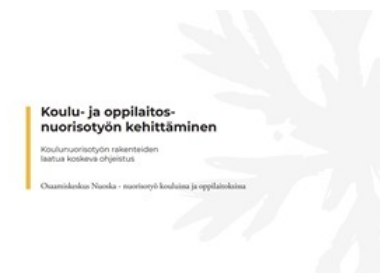 Koulu- ja oppilaitos-
nuorisotyön kehittäminen
Koulunuorisotyön rakenteiden
laatua koskeva ohjeistus
Osaamiskeskus Nuoska - nuorisotyö kouluissa ja oppilaitoksissa